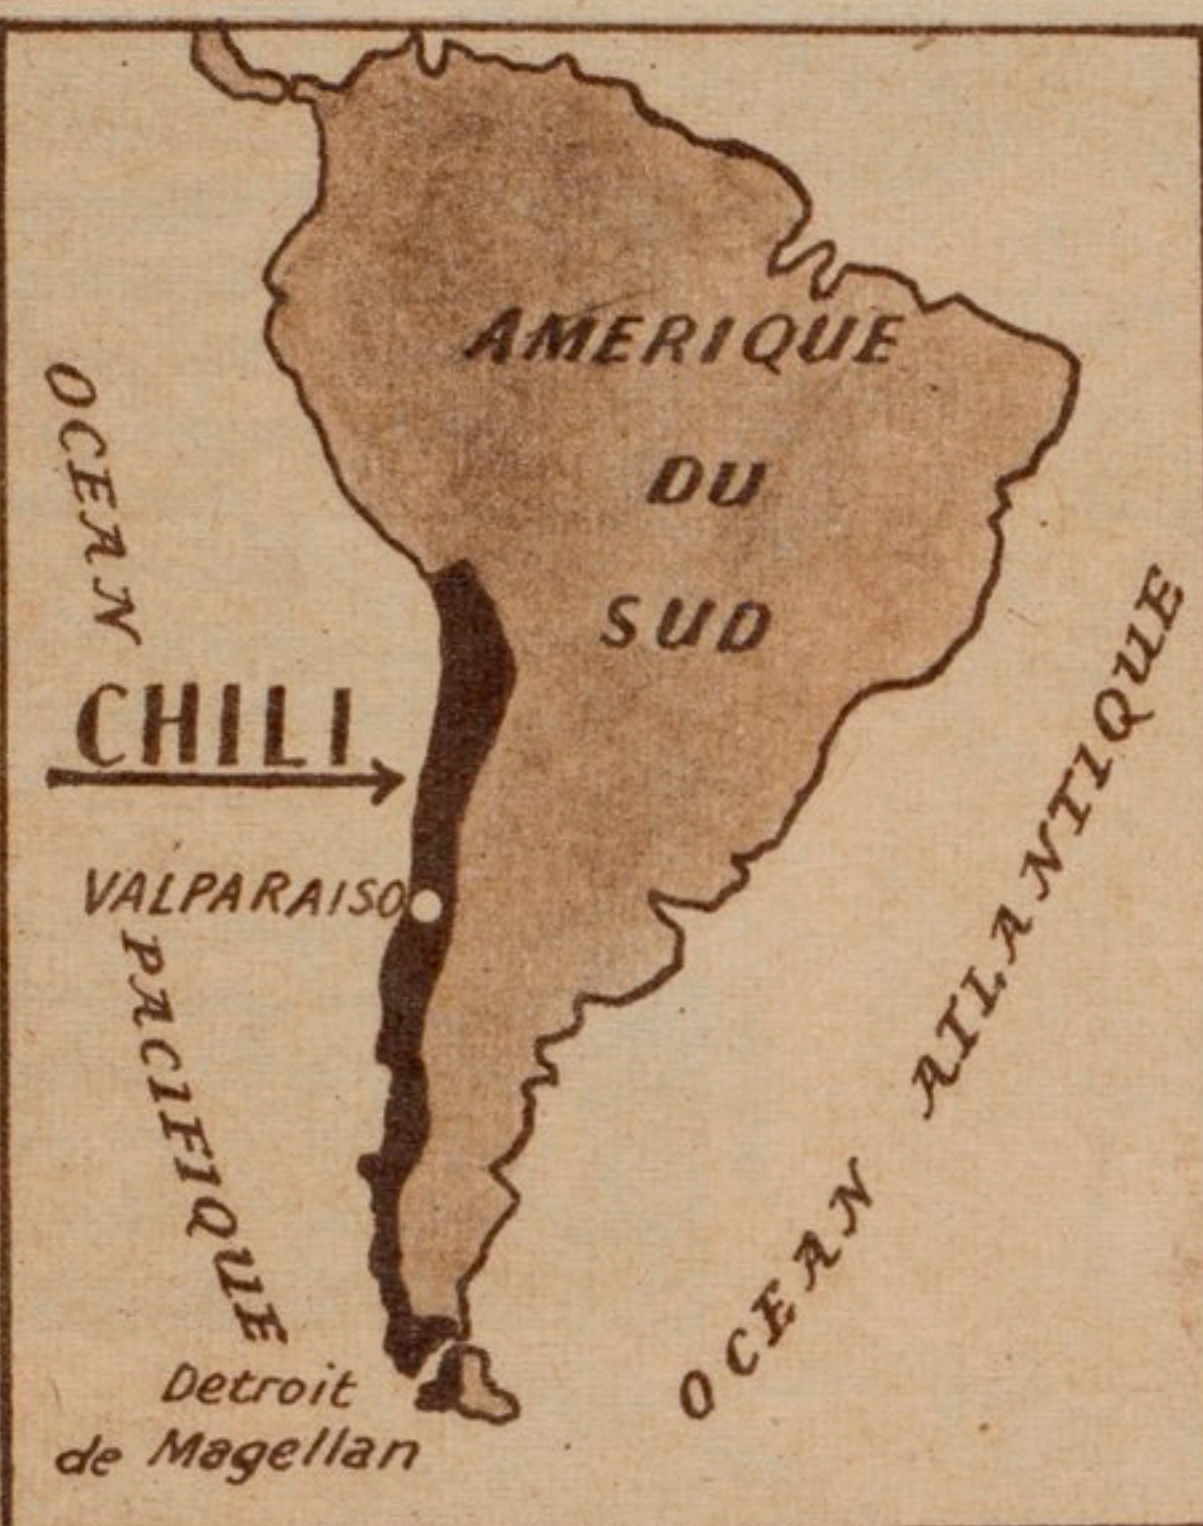 AMERIQUE
DU
SUD
OCEAN
PACIFIQUE
CHILI
VALPARAISO
Detroit
de Magellan
OCEAN ATLANTIQUE